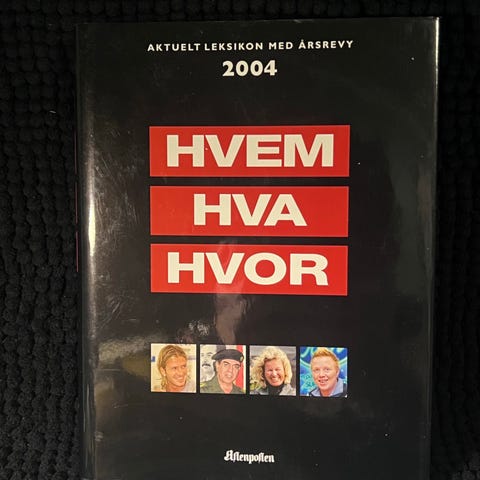 AKTUELT LEKSIKON MED ÅRSREVY
2004
HVEM
HVA
HVOR
Aftenposten